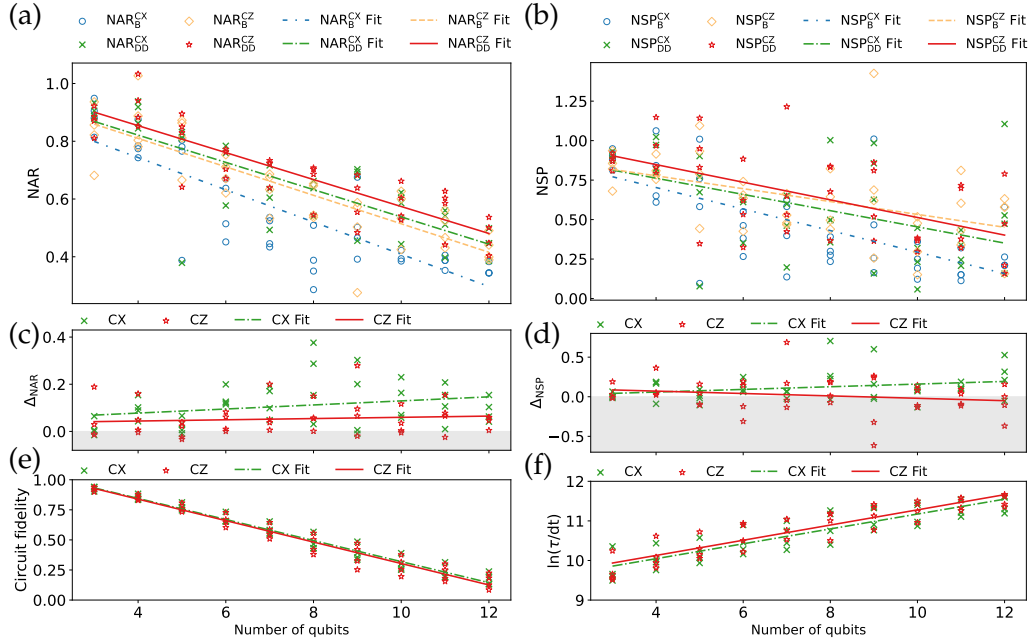 (a)
NAR_B^CX
NAR_B^CZ
NAR_B^CX Fit
NAR_B^CZ Fit
NAR_DD^CX
NAR_DD^CZ
NAR_DD^CX Fit
NAR_DD^CZ Fit
NAR
1.0
0.8
0.6
0.4
(b)
NSP_B^CX
NSP_B^CZ
NSP_B^CX Fit
NSP_B^CZ Fit
NSP_DD^CX
NSP_DD^CZ
NSP_DD^CX Fit
NSP_DD^CZ Fit
NSP
1.25
1.00
0.75
0.50
0.25
0.00
(c)
CX
CZ
CX Fit
CZ Fit
Δ_NAR
0.4
0.2
0.0
(d)
CX
CZ
CX Fit
CZ Fit
Δ_NSP
0.5
0.0
−0.5
(e)
CX
CZ
CX Fit
CZ Fit
Circuit fidelity
1.00
0.75
0.50
0.25
0.00
4 6 8 10 12
Number of qubits
(f)
CX
CZ
CX Fit
CZ Fit
ln(τ/dt)
12
11
10
9
4 6 8 10 12
Number of qubits